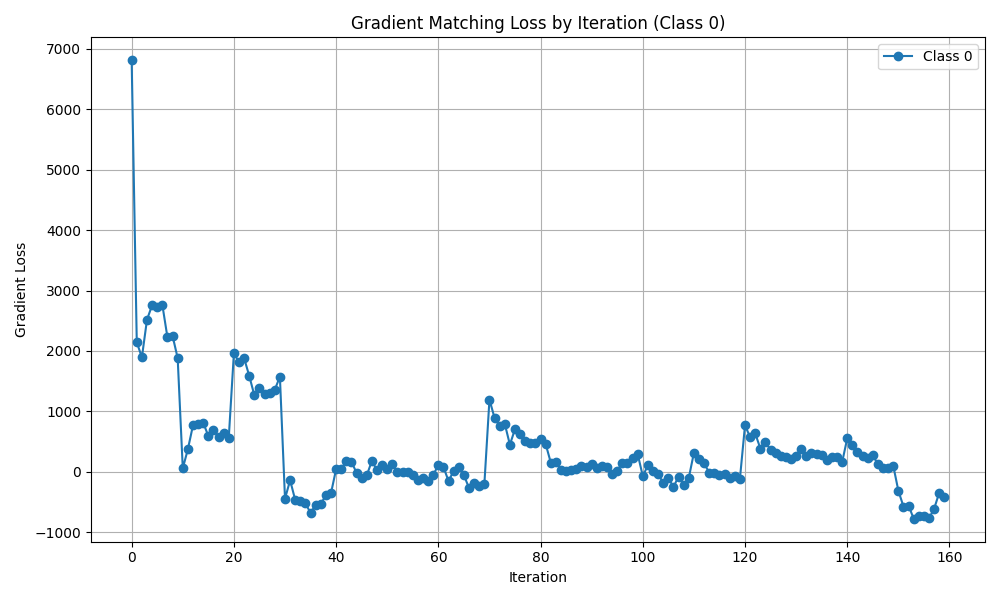 Gradient Matching Loss by Iteration (Class 0)
Class 0
7000
6000
5000
4000
3000
2000
1000
0
−1000
Gradient Loss
0 20 40 60 80 100 120 140 160
Iteration